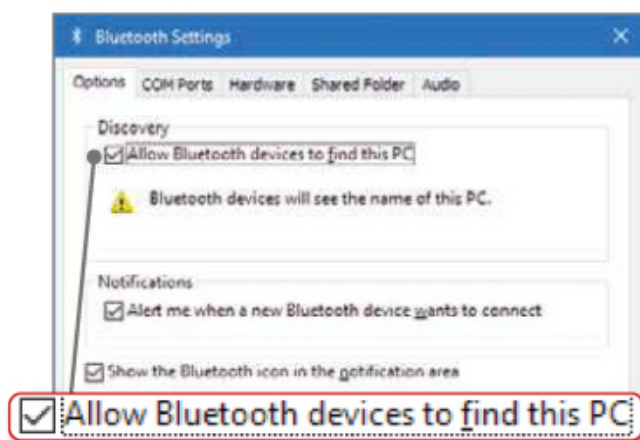 Bluetooth Settings
Options COM Ports Hardware Shared Folder Audio
Discovery
Allow Bluetooth devices to find this PC
Bluetooth devices will see the name of this PC.
Notifications
Alert me when a new Bluetooth device wants to connect
Show the Bluetooth icon in the notification area
Allow Bluetooth devices to find this PC